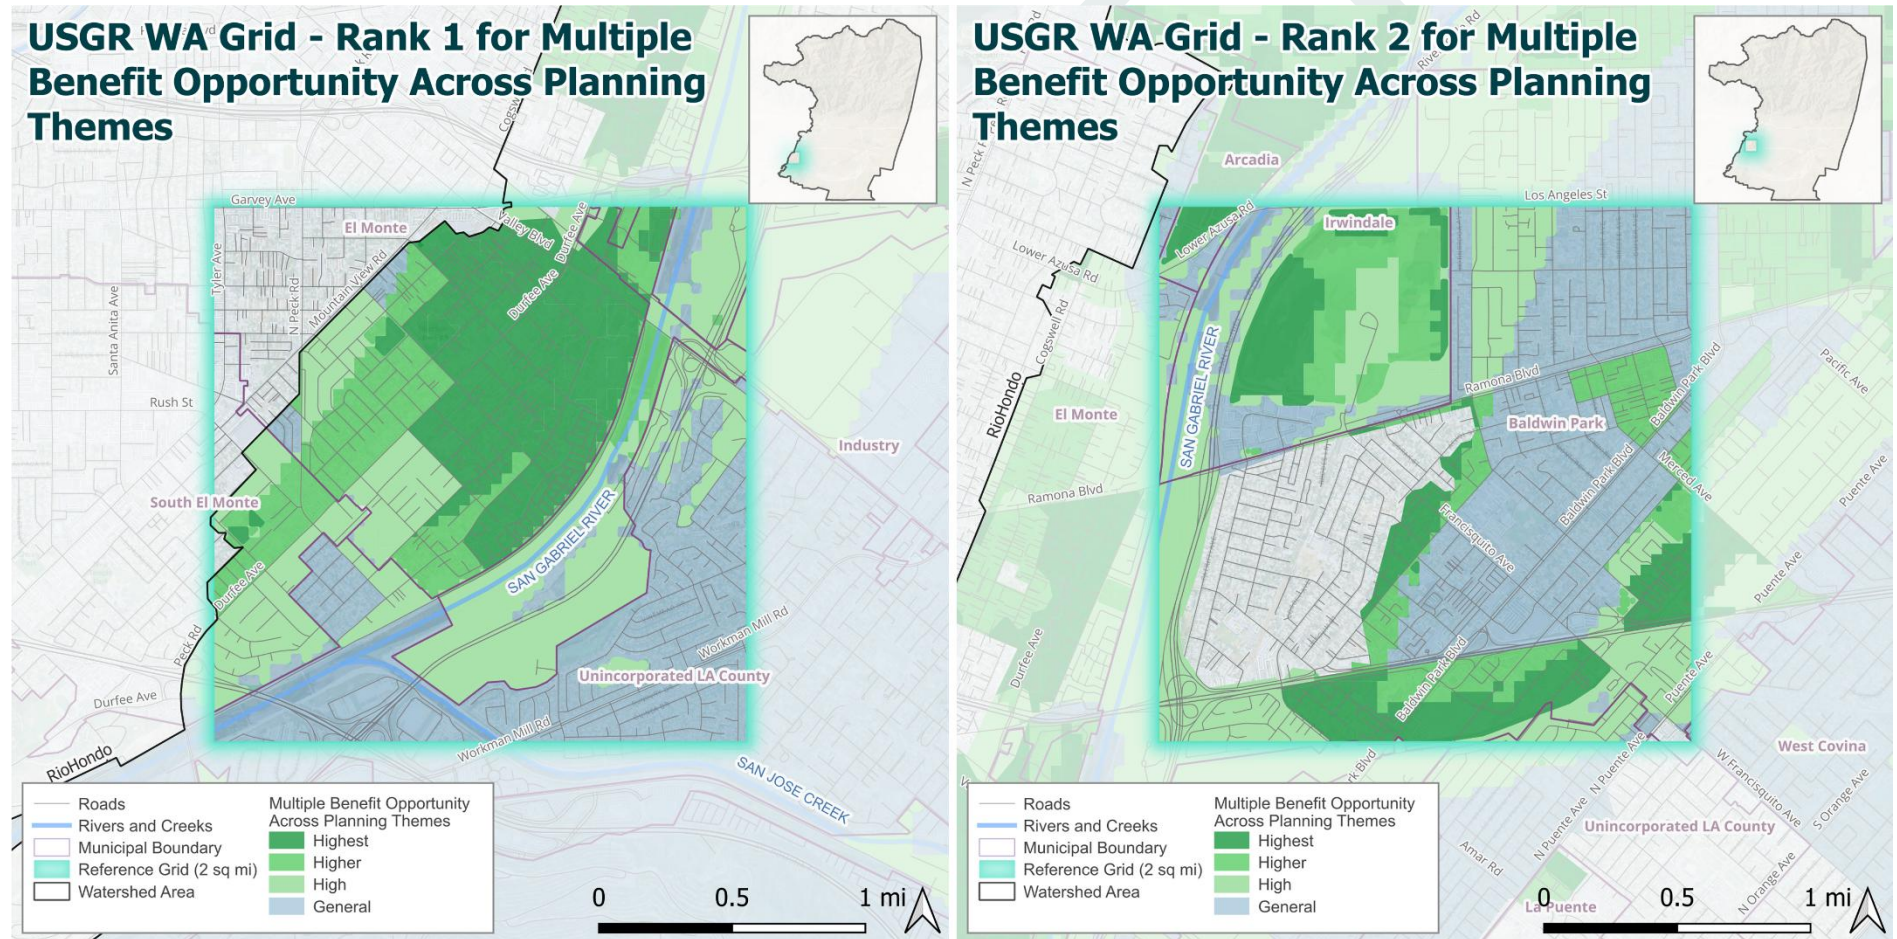 USGR WA Grid - Rank 1 for Multiple
Benefit Opportunity Across Planning
Themes
Cogswell
Garvey Ave
El Monte
Valley Blvd
Durfee Ave
Tyler Ave
Mountain View Rd
N Peck Rd
Durfee Ave
Santa Anita Ave
Rush St
Industry
South El Monte
SAN GABRIEL RIVER
Durfee Ave
Peck Rd
Workman Mill Rd
Unincorporated LA County
Durfee Ave
Workman Mill Rd
RioHondo
SAN JOSE CREEK
Roads
Rivers and Creeks
Municipal Boundary
Reference Grid (2 sq mi)
Watershed Area
Multiple Benefit Opportunity
Across Planning Themes
Highest
Higher
High
General
0 0.5 1 mi
USGR WA Grid - Rank 2 for Multiple
Benefit Opportunity Across Planning
Themes
Arcadia
Los Angeles St
Lower Azusa Rd
Irwindale
Lower Azusa Rd
Cogswell Rd
SAN GABRIEL RIVER
Ramona Blvd
Baldwin Park Blvd
Pacific Ave
RioHondo
El Monte
Baldwin Park
Merced Ave
Puente Ave
Baldwin Park Blvd
Ramona Blvd
Francisquito Ave
Puente Ave
Durfee Ave
Baldwin Park Blvd
Puente Ave
West Covina
N Puente Ave
W Francisquito Ave
S Orange Ave
N Puente Ave
Unincorporated LA County
Amar Rd
N Orange Ave
La Puente
Roads
Rivers and Creeks
Municipal Boundary
Reference Grid (2 sq mi)
Watershed Area
Multiple Benefit Opportunity
Across Planning Themes
Highest
Higher
High
General
0 0.5 1 mi